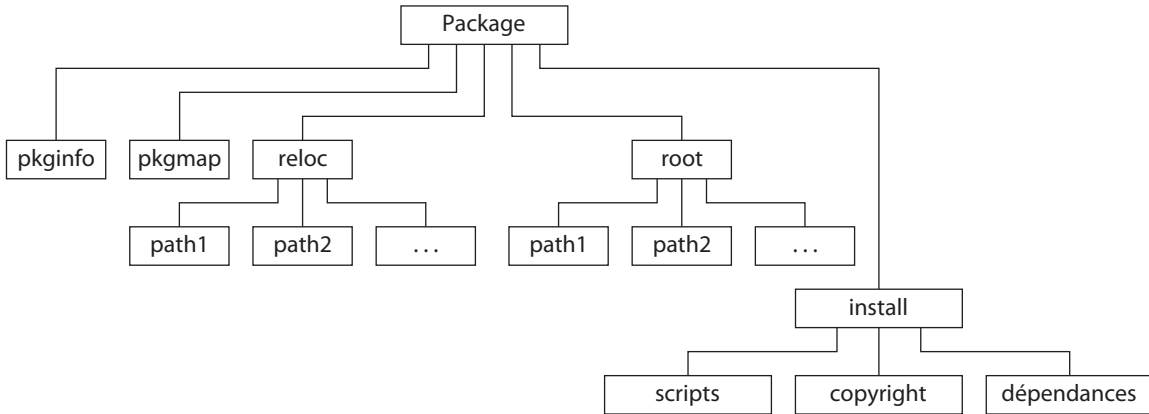 Package
pkginfo
pkgmap
reloc
root
path1
path2
...
path1
path2
...
install
scripts
copyright
dépendances